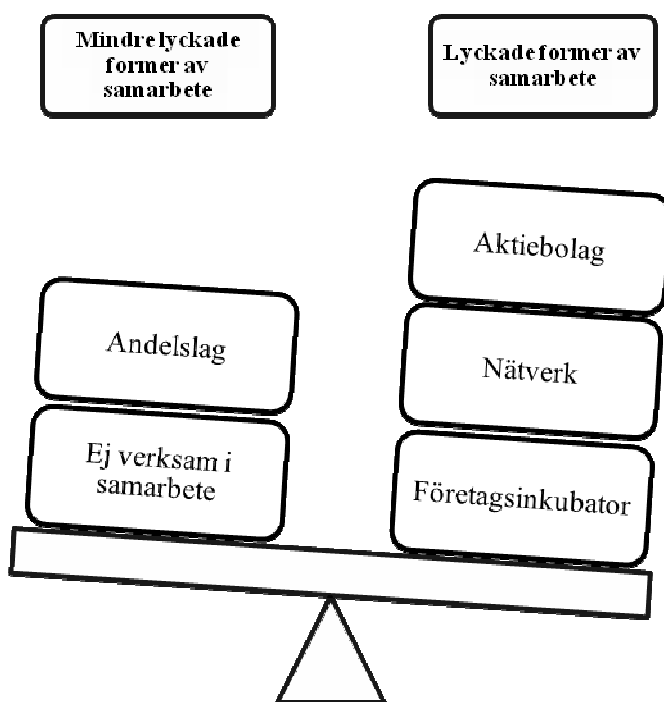 Mindre lyckade
former av
samarbete
Lyckade former av
samarbete
Aktiebolag
Andelslag
Nätverk
Ej verksam i
samarbete
Företagsinkubator